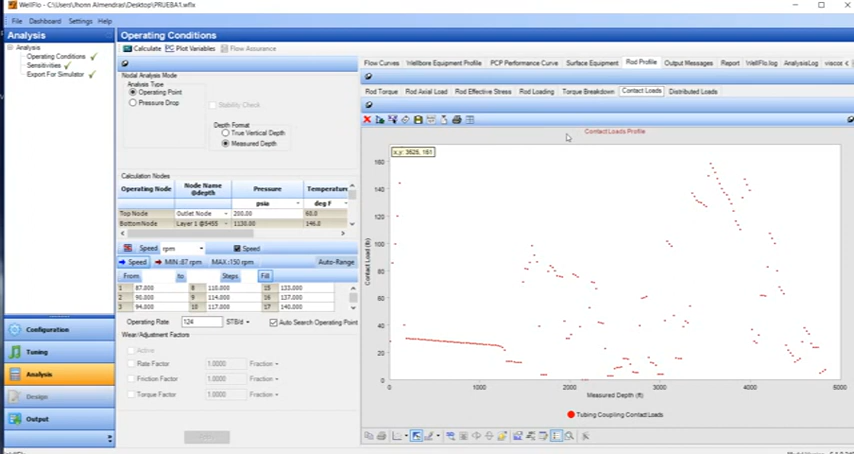 WellFlo - C:\Users\Jhonn Almendras\Desktop\PRUEBA1.wflx
File Dashboard Settings Help
Analysis
Analysis
Operating Conditions
Sensitivities
Export For Simulator
Configuration
Tuning
Analysis
Design
Output
Operating Conditions
Calculate Plot Variables Flow Assurance
Nodal Analysis Mode
Analysis Type
Operating Point
Pressure Drop
Stability Check
Depth Format
True Vertical Depth
Measured Depth
Calculation Nodes
Operating Node Node Name @depth Pressure Temperature
psia deg F
Top Node Outlet Node 200.00 60.0
Bottom Node Layer 1 @5455 1130.00 146.0
Speed rpm Speed
Speed MIN:87 rpm MAX:150 rpm Auto-Range
From to Steps Fill
1 87.000 8 110.000 15 133.000
2 90.000 9 114.000 16 137.000
3 94.000 10 117.000 17 140.000
Operating Rate 124 STB/d Auto Search Operating Point
Wear/Adjustment Factors
Active
Rate Factor 1.0000 Fraction
Friction Factor 1.0000 Fraction
Torque Factor 1.0000 Fraction
Flow Curves Wellbore Equipment Profile PCP Performance Curve Surface Equipment Rod Profile Output Messages Report WellFlo.log AnalysisLog viscos
Rod Torque Rod Axial Load Rod Effective Stress Rod Loading Torque Breakdown Contact Loads Distributed Loads
Contact Loads Profile
x,y: 3625, 161
Contact Load (lb)
160
140
120
100
80
60
40
20
0
0 1000 2000 3000 4000 5000
Measured Depth (ft)
Tubing Coupling Contact Loads